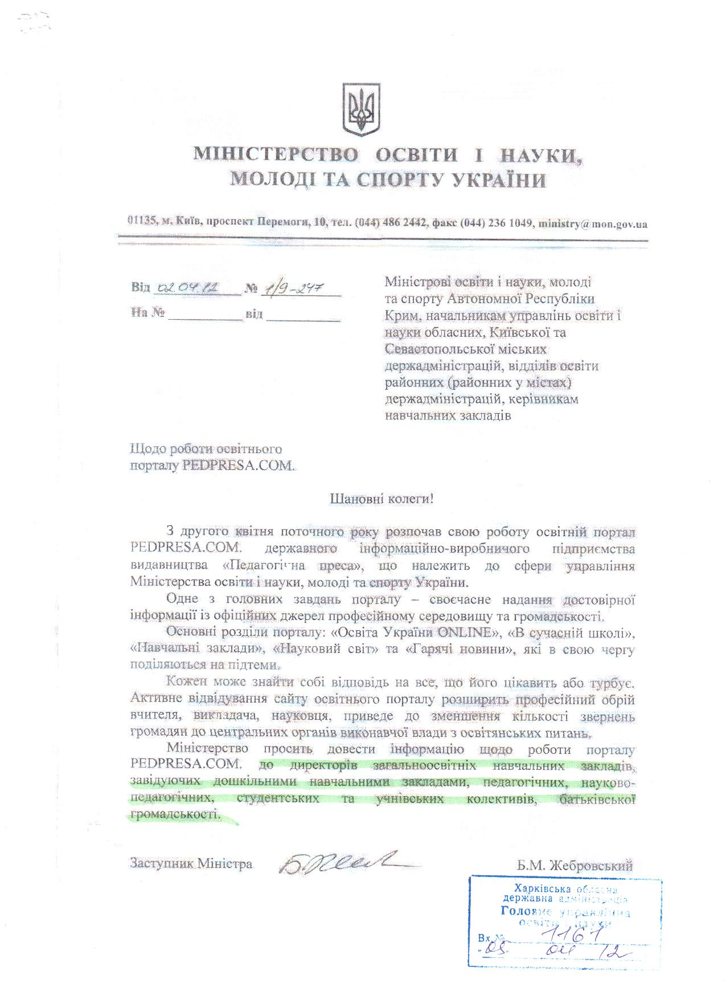 МІНІСТЕРСТВО ОСВІТИ І НАУКИ,
МОЛОДІ ТА СПОРТУ УКРАЇНИ
01135, м. Київ, проспект Перемоги, 10, тел. (044) 486 2442, факс (044) 236 1049, ministry@mon.gov.ua
Від 02.04.12 № 1/9-247
На № ____________ від ____________
Міністрові освіти і науки, молоді
та спорту Автономної Республіки
Крим, начальникам управлінь освіти і
науки обласних, Київської та
Севастопольської міських
держадміністрацій, відділів освіти
районних (районних у містах)
держадміністрацій, керівникам
навчальних закладів
Щодо роботи освітнього
порталу PEDPRESA.COM.
Шановні колеги!
З другого квітня поточного року розпочав свою роботу освітній портал
PEDPRESA.COM. державного інформаційно-виробничого підприємства
видавництва «Педагогічна преса», що належить до сфери управління
Міністерства освіти і науки, молоді та спорту України.
Одне з головних завдань порталу – своєчасне надання достовірної
інформації із офіційних джерел професійному середовищу та громадськості.
Основні розділи порталу: «Освіта України ONLINE», «В сучасній школі»,
«Навчальні заклади», «Науковий світ» та «Гарячі новини», які в свою чергу
поділяються на підтеми.
Кожен може знайти собі відповідь на все, що його цікавить або турбує.
Активне відвідування сайту освітнього порталу розширить професійний обрій
вчителя, викладача, науковця, приведе до зменшення кількості звернень
громадян до центральних органів виконавчої влади з освітянських питань.
Міністерство просить довести інформацію щодо роботи порталу
PEDPRESA.COM. до директорів загальноосвітніх навчальних закладів,
завідуючих дошкільними навчальними закладами, педагогічних, науково-
педагогічних, студентських та учнівських колективів, батьківської
громадськості.
Заступник Міністра Б.М. Жебровський
Харківська обласна
державна адміністрація
Головне управління
освіти і науки
Вх № 1161
"05 04 12